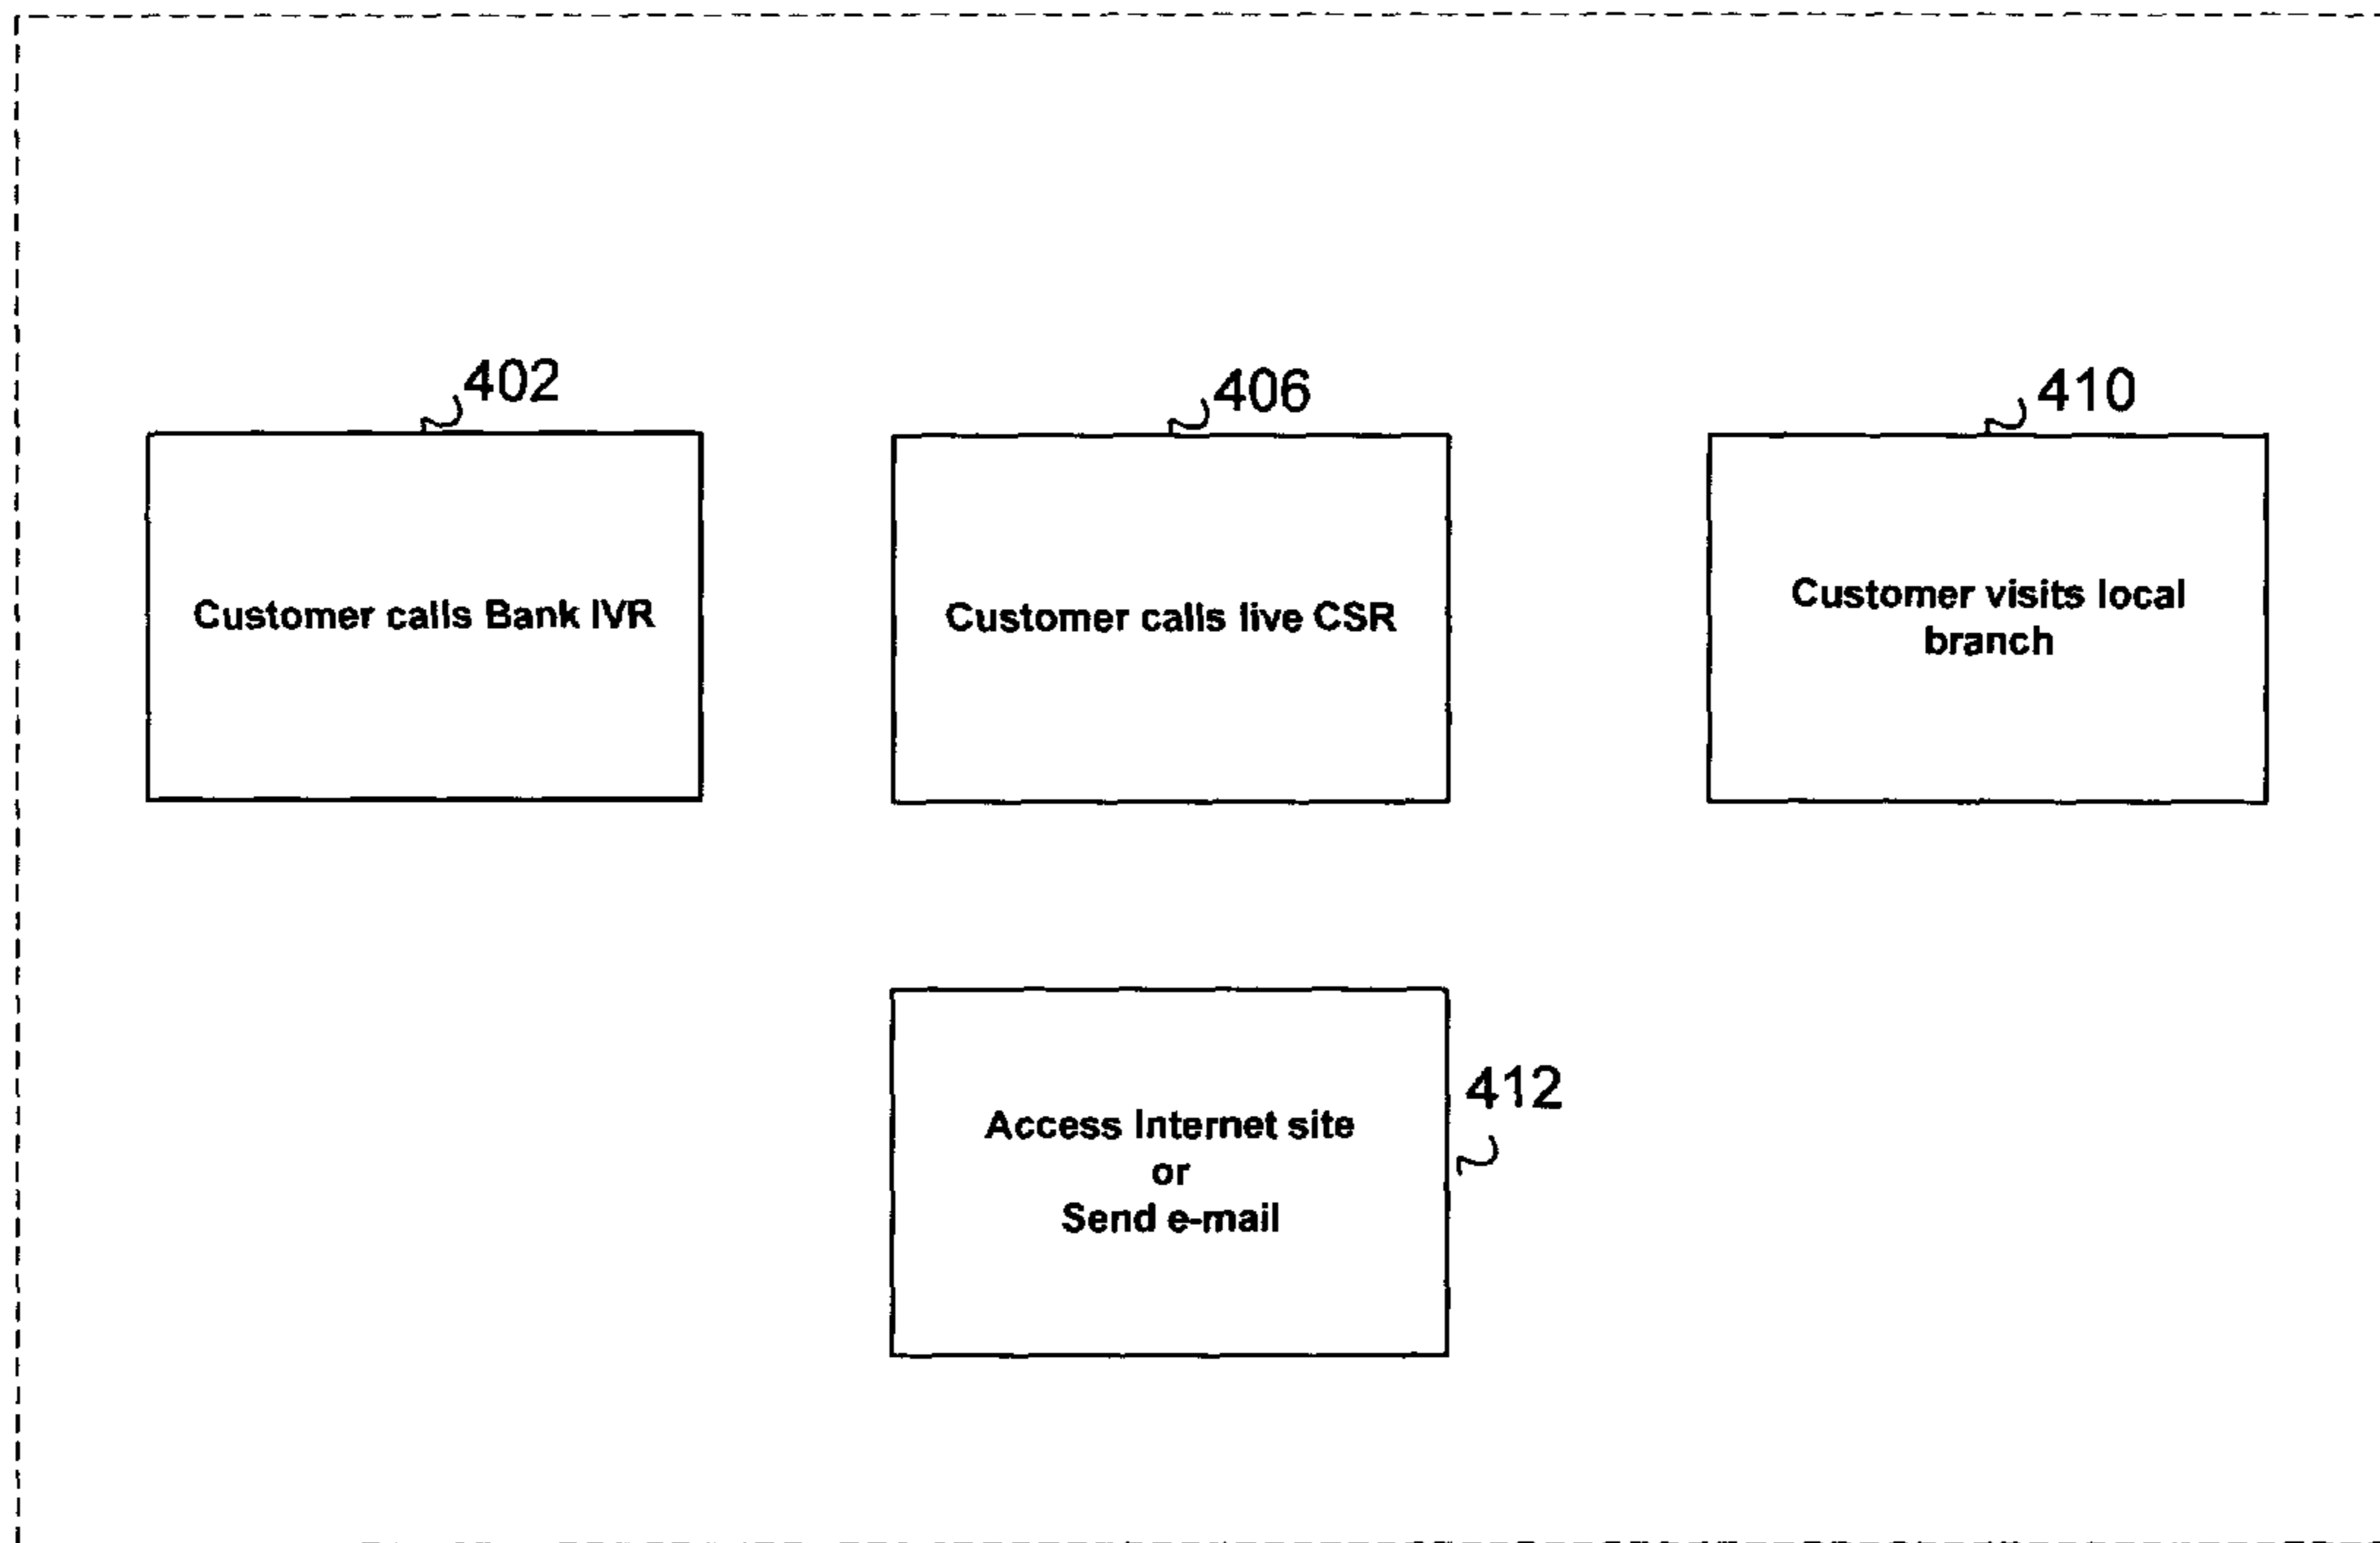 402
406
410
Customer calls Bank IVR
Customer calls live CSR
Customer visits local
branch
412
Access Internet site
or
Send e-mail